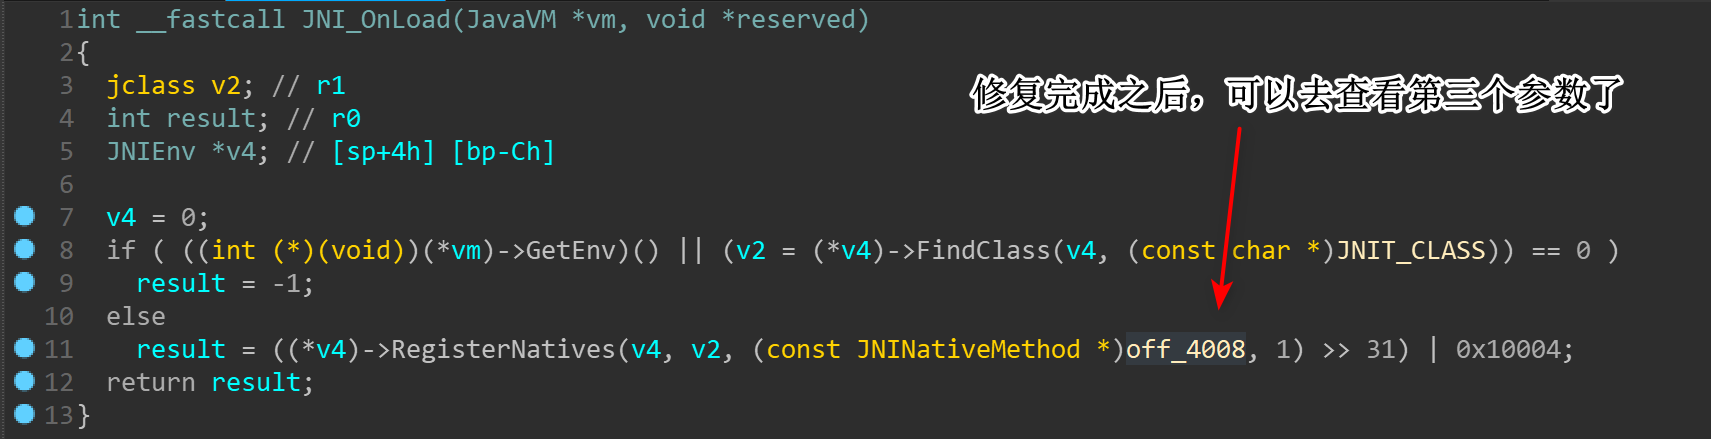 1 int __fastcall JNI_OnLoad(JavaVM *vm, void *reserved)
2 {
3 jclass v2; // r1
修复完成之后，可以去查看第三个参数了
4 int result; // r0
5 JNIEnv *v4; // [sp+4h] [bp-Ch]
6
7 v4 = 0;
8 if ( ((int (*)(void))(*vm)->GetEnv)() || (v2 = (*v4)->FindClass(v4, (const char *)JNIT_CLASS)) == 0 )
9 result = -1;
10 else
11 result = ((*v4)->RegisterNatives(v4, v2, (const JNINativeMethod *)off_4008, 1) >> 31) | 0x10004;
12 return result;
13 }